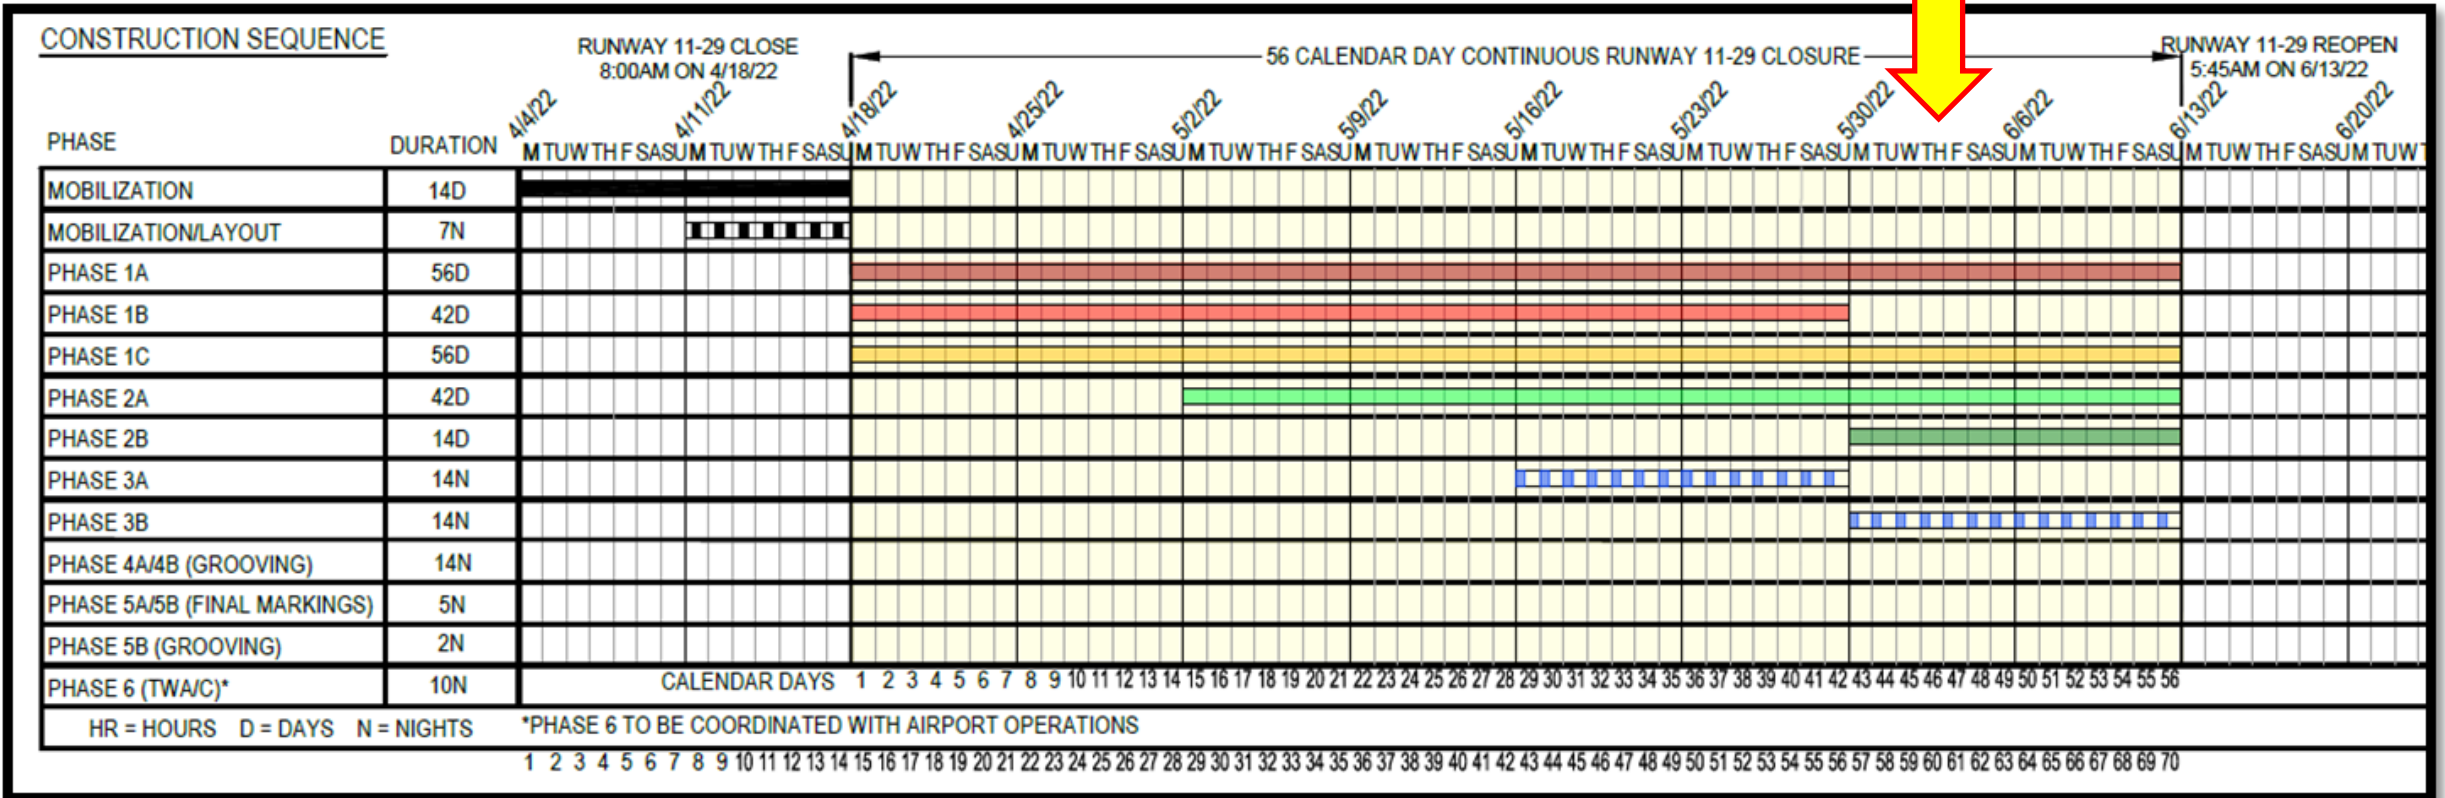 CONSTRUCTION SEQUENCE
RUNWAY 11-29 CLOSE
8:00AM ON 4/18/22
56 CALENDAR DAY CONTINUOUS RUNWAY 11-29 CLOSURE
RUNWAY 11-29 REOPEN
5:45AM ON 6/13/22
4/4/22 4/11/22 4/18/22 4/25/22 5/2/22 5/9/22 5/16/22 5/23/22 5/30/22 6/6/22 6/13/22 6/20/22
PHASE DURATION M TU W TH F SA SU M TU W TH F SA SU M TU W TH F SA SU M TU W TH F SA SU M TU W TH F SA SU M TU W TH F SA SU M TU W TH F SA SU M TU W TH F SA SU M TU W TH F SA SU M TU W TH F SA SU M TU W TH F SA SU M TU W
MOBILIZATION 14D
MOBILIZATION/LAYOUT 7N
PHASE 1A 56D
PHASE 1B 42D
PHASE 1C 56D
PHASE 2A 42D
PHASE 2B 14D
PHASE 3A 14N
PHASE 3B 14N
PHASE 4A/4B (GROOVING) 14N
PHASE 5A/5B (FINAL MARKINGS) 5N
PHASE 5B (GROOVING) 2N
PHASE 6 (TWA/C)* 10N CALENDAR DAYS 1 2 3 4 5 6 7 8 9 10 11 12 13 14 15 16 17 18 19 20 21 22 23 24 25 26 27 28 29 30 31 32 33 34 35 36 37 38 39 40 41 42 43 44 45 46 47 48 49 50 51 52 53 54 55 56
HR = HOURS D = DAYS N = NIGHTS *PHASE 6 TO BE COORDINATED WITH AIRPORT OPERATIONS
1 2 3 4 5 6 7 8 9 10 11 12 13 14 15 16 17 18 19 20 21 22 23 24 25 26 27 28 29 30 31 32 33 34 35 36 37 38 39 40 41 42 43 44 45 46 47 48 49 50 51 52 53 54 55 56 57 58 59 60 61 62 63 64 65 66 67 68 69 70